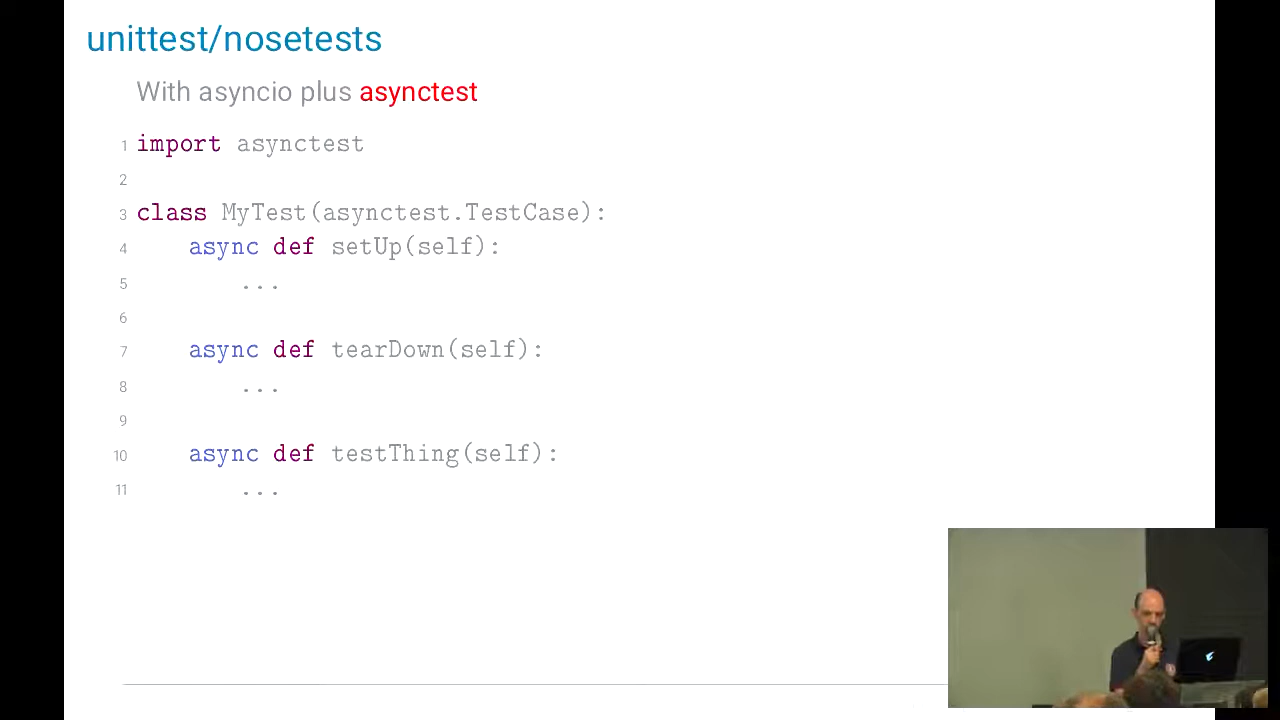 unittest/nosetests
With asyncio plus asynctest
1 import asynctest
2
3 class MyTest(asynctest.TestCase):
4     async def setUp(self):
5         ...
6
7     async def tearDown(self):
8         ...
9
10     async def testThing(self):
11         ...